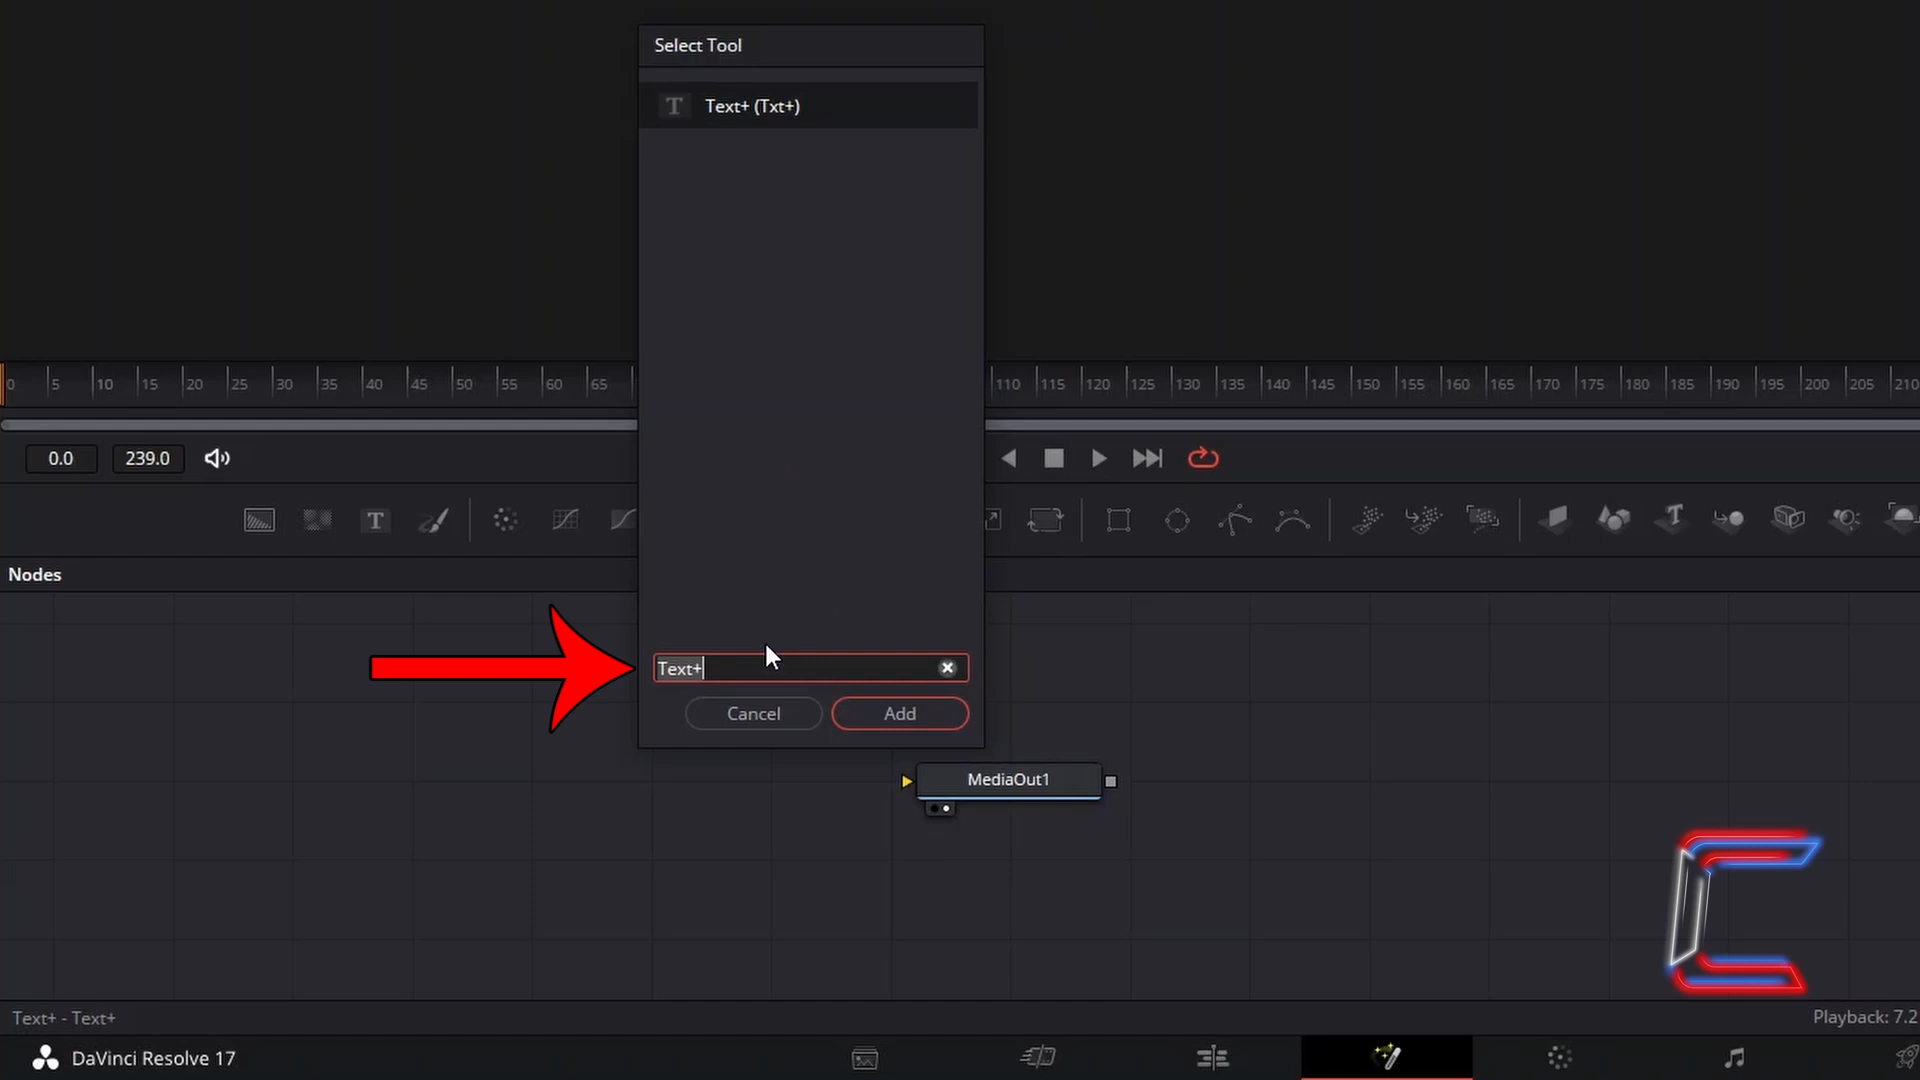 Select Tool
T Text+ (Txt+)
0 5 10 15 20 25 30 35 40 45 50 55 60 65 110 115 120 125 130 135 140 145 150 155 160 165 170 175 180 185 190 195 200 205 210
0.0 239.0
T T
Nodes
Text+
Cancel Add
MediaOut1
C
Text+ - Text+ Playback: 7.2
DaVinci Resolve 17